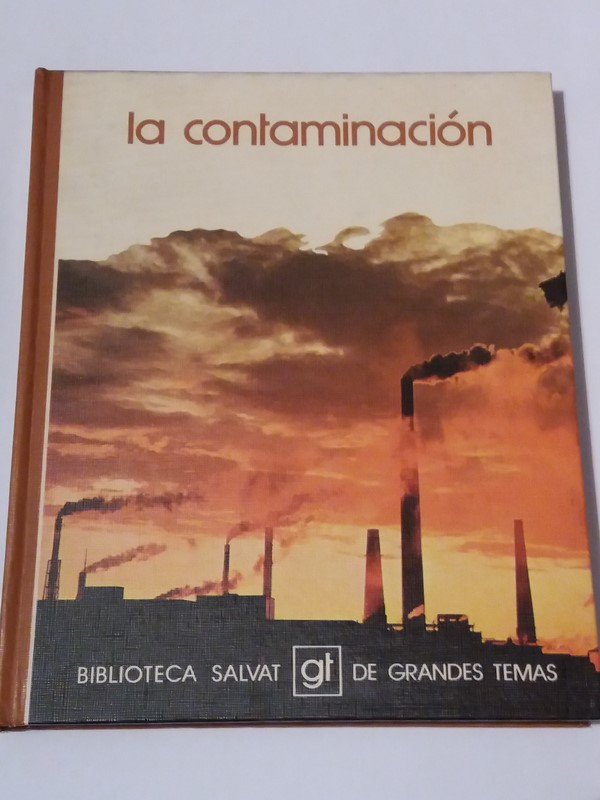 la contaminación
BIBLIOTECA SALVAT gt DE GRANDES TEMAS